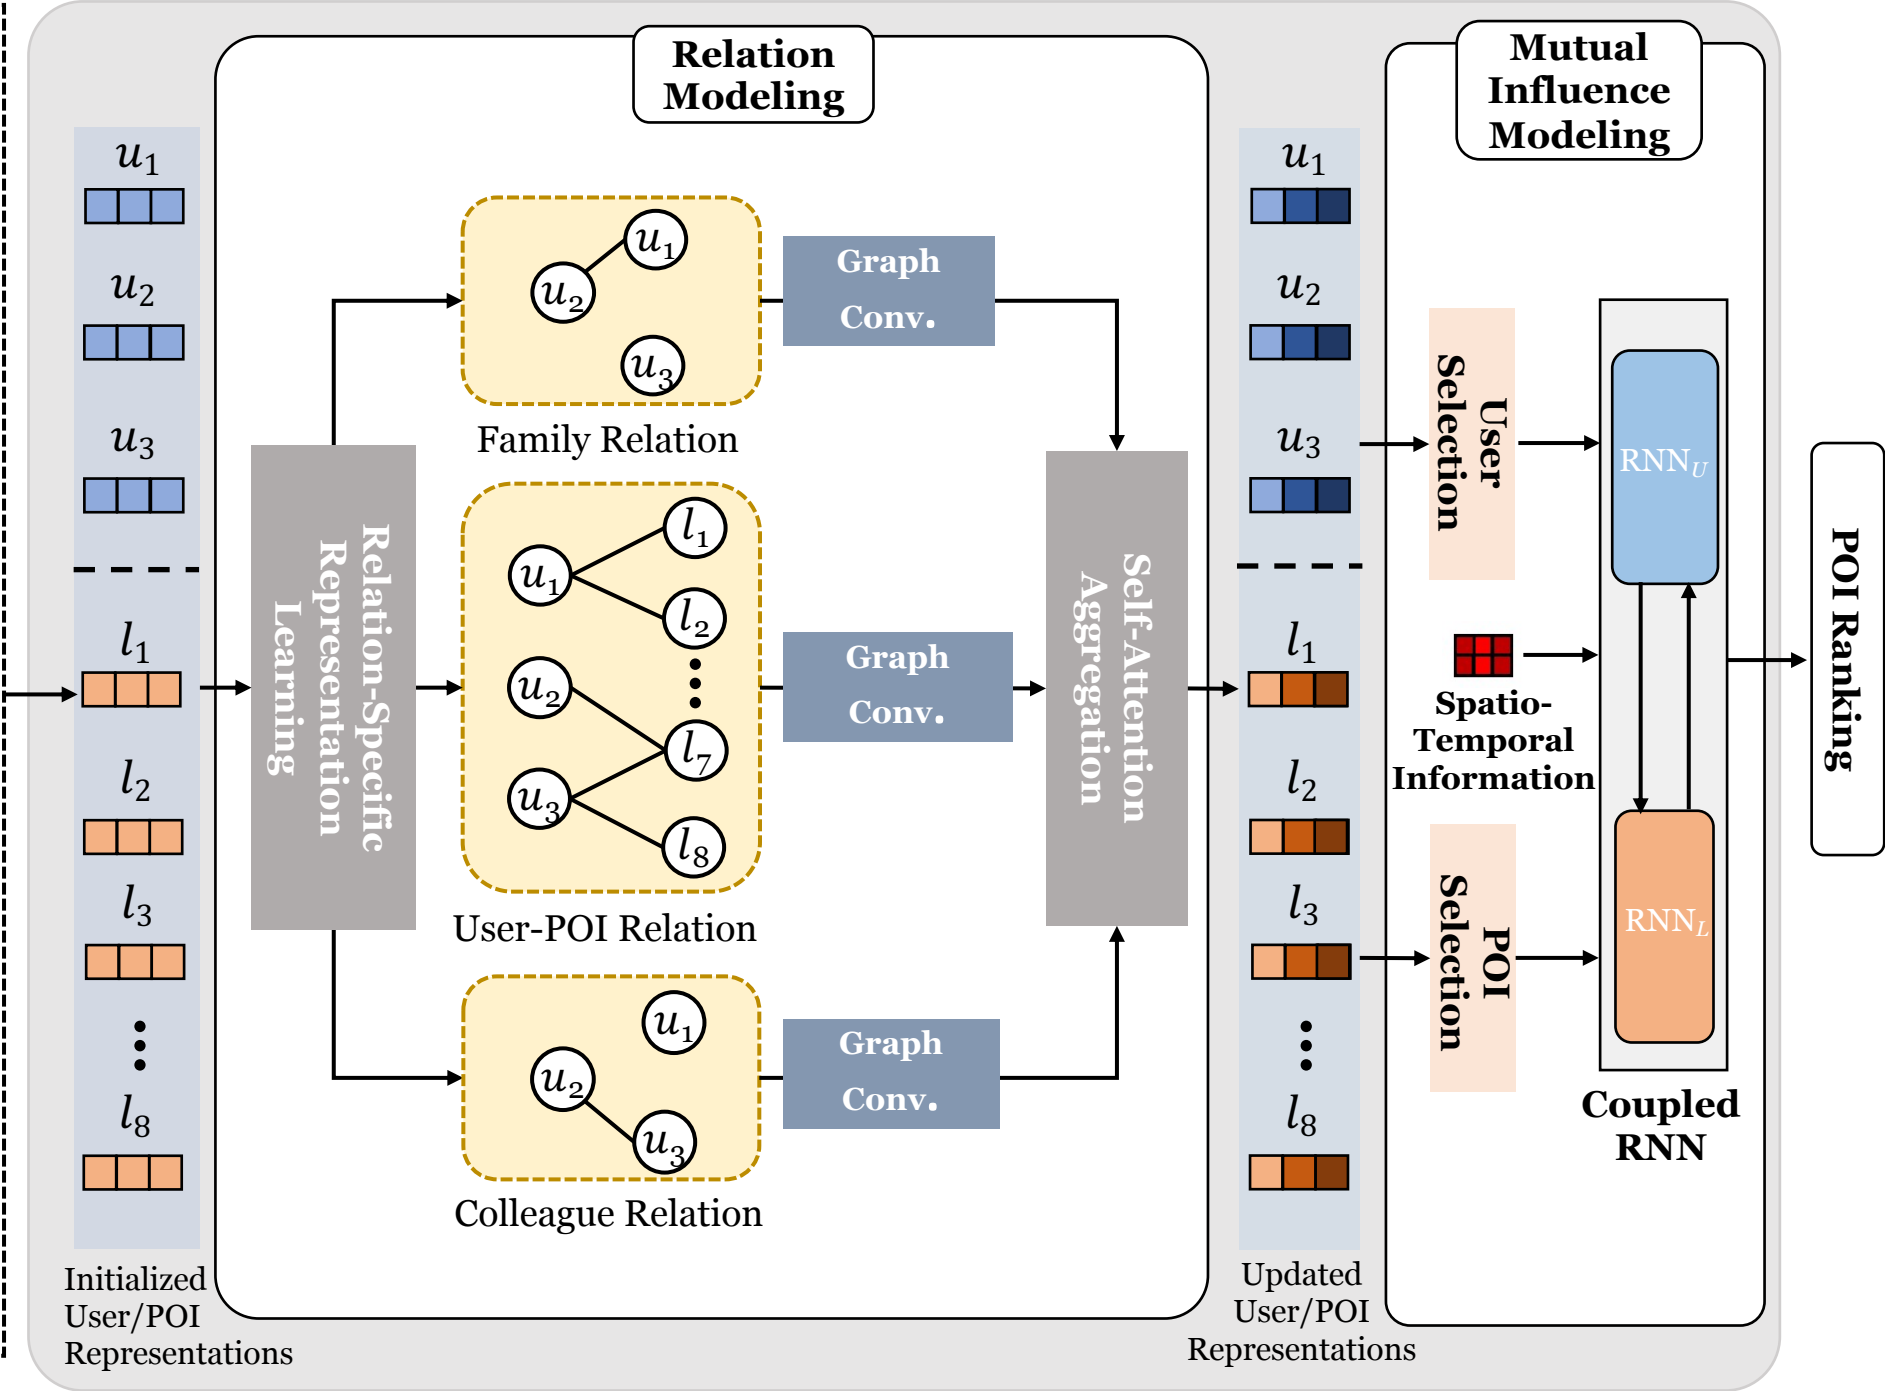 Relation
Modeling
Mutual
Influence
Modeling
u1
u2
u3
l1
l2
l3
l8
Initialized
User/POI
Representations
Relation-Specific
Representation
Learning
u1
u2
u3
Family Relation
u1
u2
u3
l1
l2
l7
l8
User-POI Relation
u1
u2
u3
Colleague Relation
Graph
Conv.
Graph
Conv.
Graph
Conv.
Self-Attention
Aggregation
u1
u2
u3
l1
l2
l3
l8
Updated
User/POI
Representations
User
Selection
Spatio-
Temporal
Information
POI
Selection
RNNU
RNNL
Coupled
RNN
POI Ranking